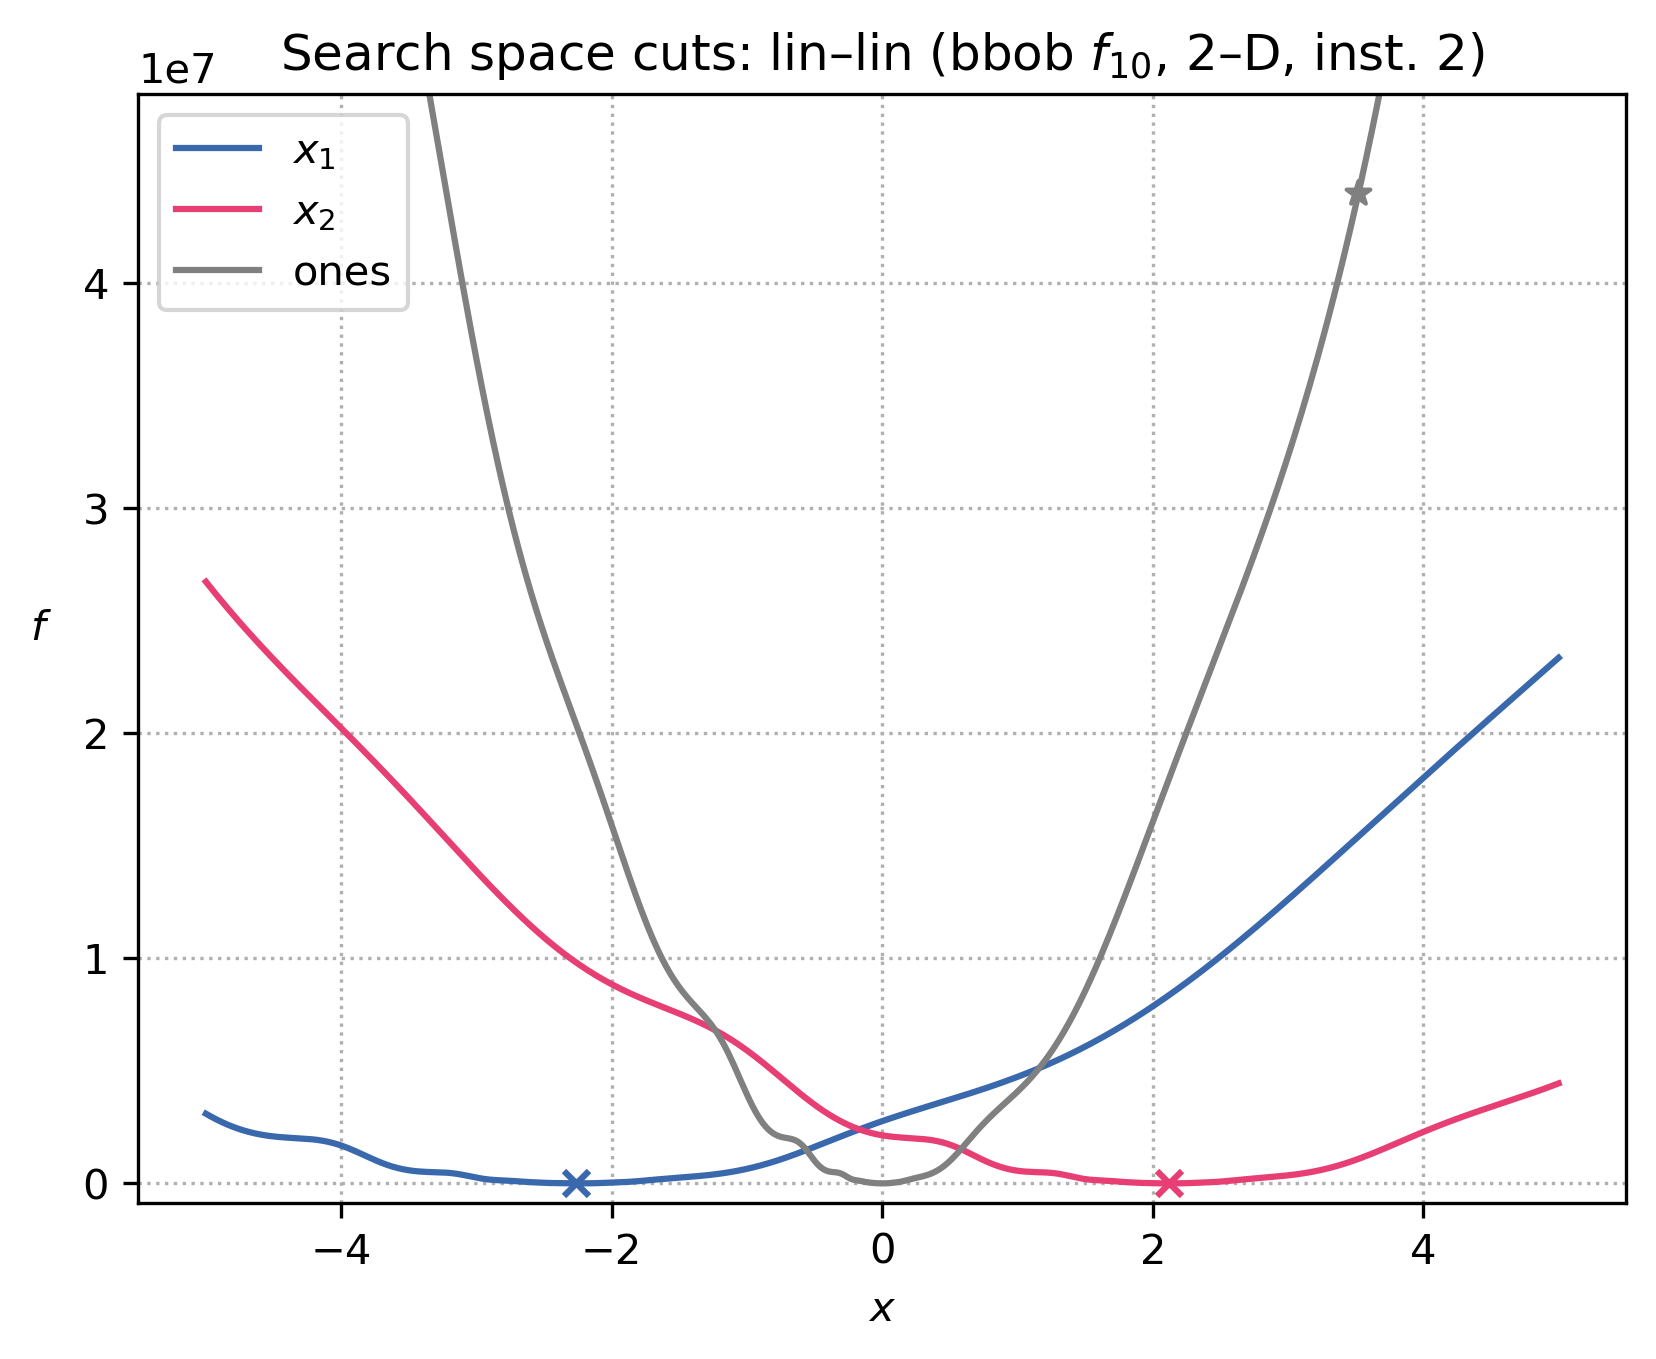 Search space cuts: lin–lin (bbob f₁₀, 2–D, inst. 2)
1e7
x₁
x₂
ones
4
3
2
1
0
f
−4 −2 0 2 4
x